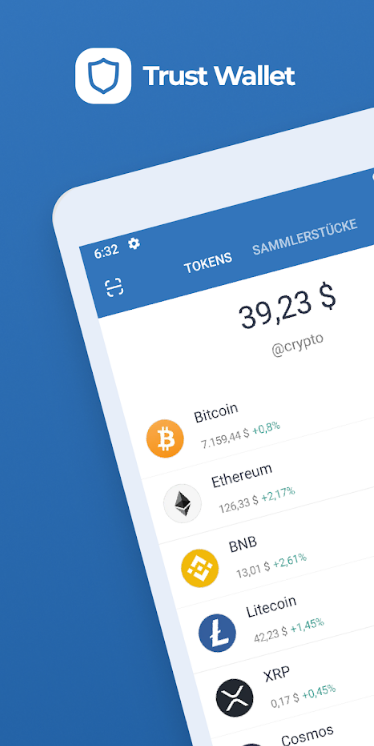 Trust Wallet
6:32
TOKENS SAMMLERSTÜCKE
39,23 $
@crypto
Bitcoin
7.159,44 $ +0,8%
Ethereum
126,33 $ +2,17%
BNB
13,01 $ +2,61%
Litecoin
42,23 $ +1,45%
XRP
0,17 $ +0,45%
Cosmos